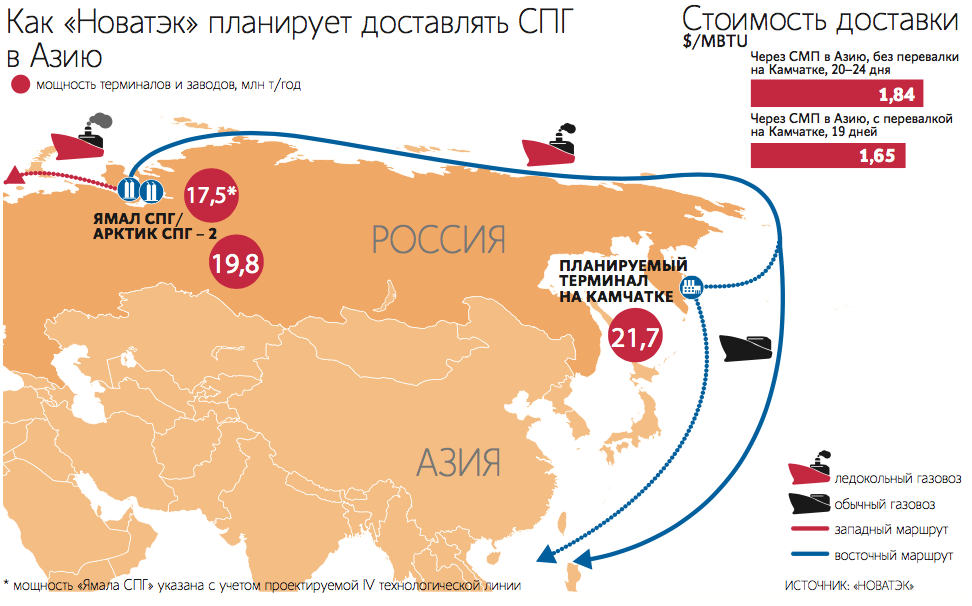 Как «Новатэк» планирует доставлять СПГ
в Азию
мощность терминалов и заводов, млн т/год
Стоимость доставки
$/MBTU
Через СМП в Азию, без перевалки
на Камчатке, 20–24 дня
1,84
Через СМП в Азию, с перевалкой
на Камчатке, 19 дней
1,65
17,5*
ЯМАЛ СПГ/
АРКТИК СПГ – 2
19,8
РОССИЯ
ПЛАНИРУЕМЫЙ
ТЕРМИНАЛ
НА КАМЧАТКЕ
21,7
АЗИЯ
ледокольный газовоз
обычный газовоз
западный маршрут
восточный маршрут
* мощность «Ямала СПГ» указана с учетом проектируемой IV технологической линии
ИСТОЧНИК: «НОВАТЭК»